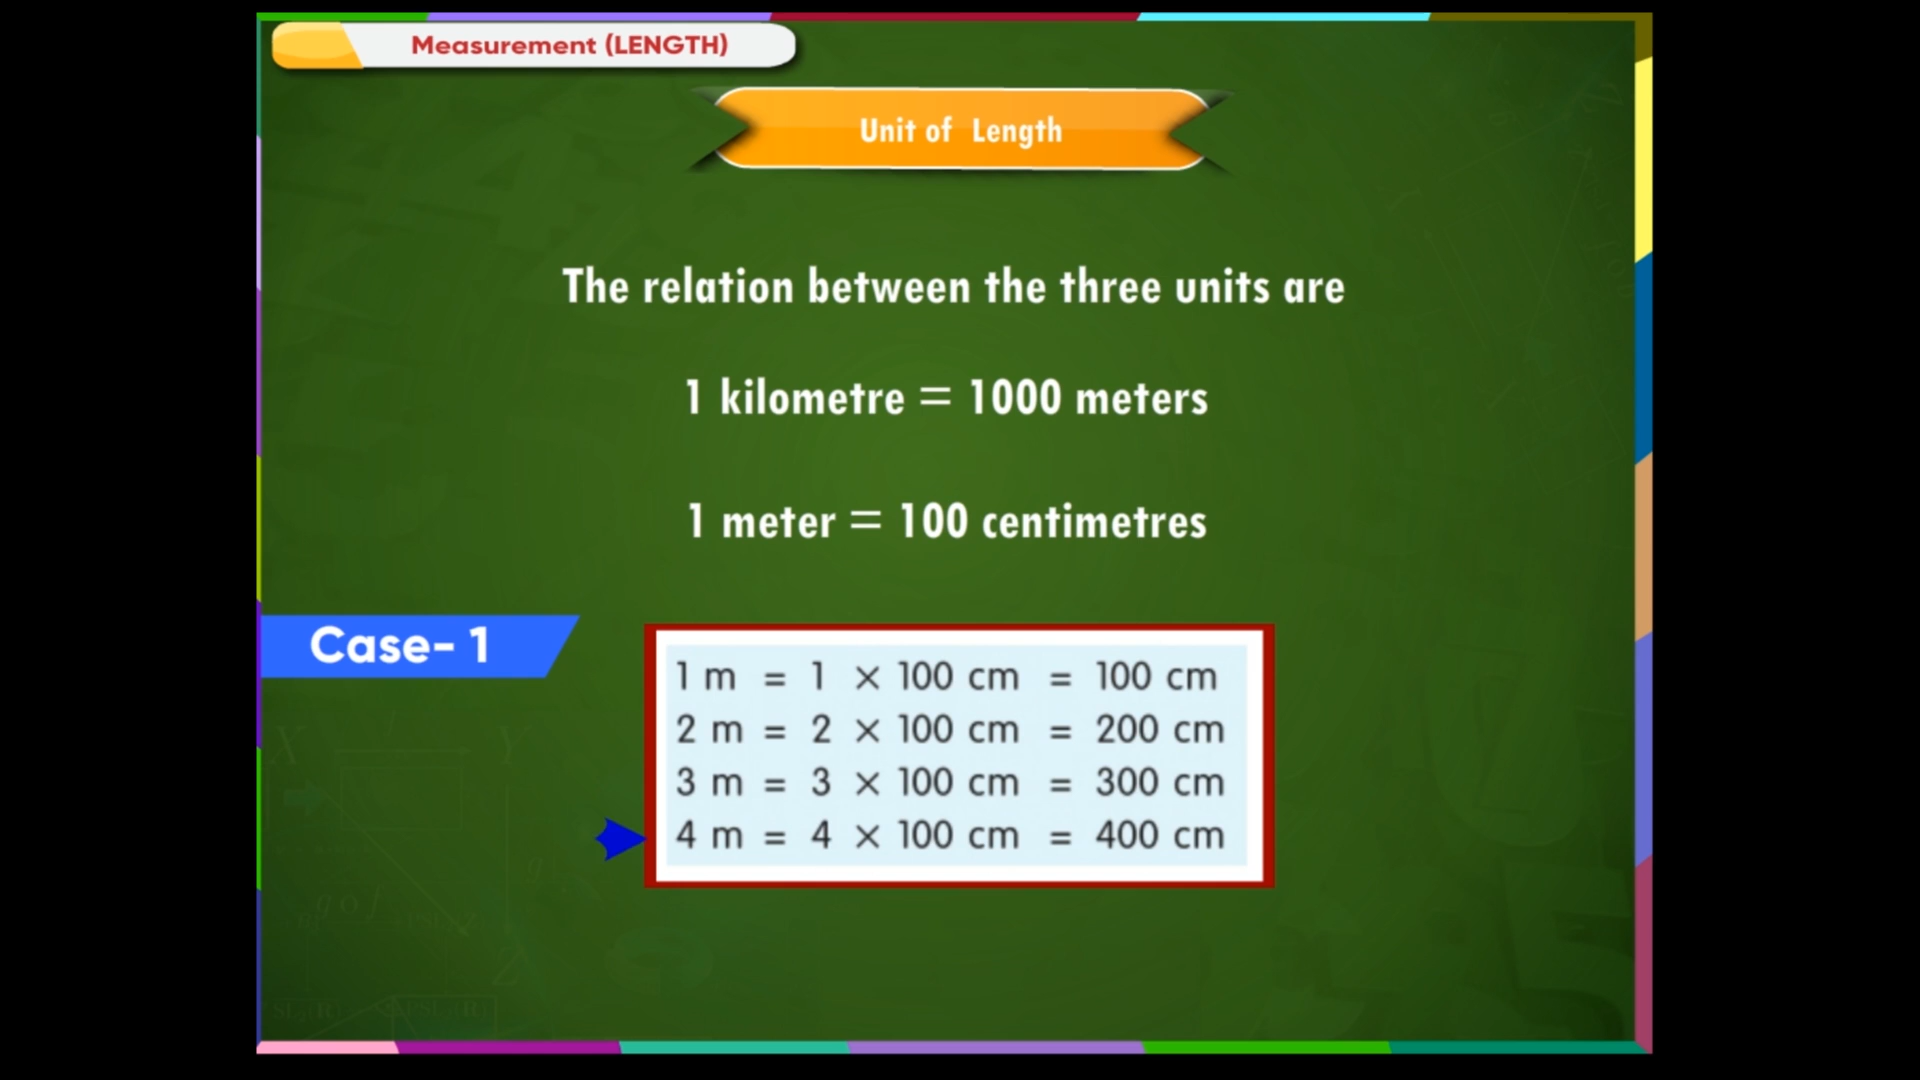 Measurement (LENGTH)
Unit of Length
The relation between the three units are
1 kilometre = 1000 meters
1 meter = 100 centimetres
Case- 1
1 m = 1 × 100 cm = 100 cm
2 m = 2 × 100 cm = 200 cm
3 m = 3 × 100 cm = 300 cm
4 m = 4 × 100 cm = 400 cm